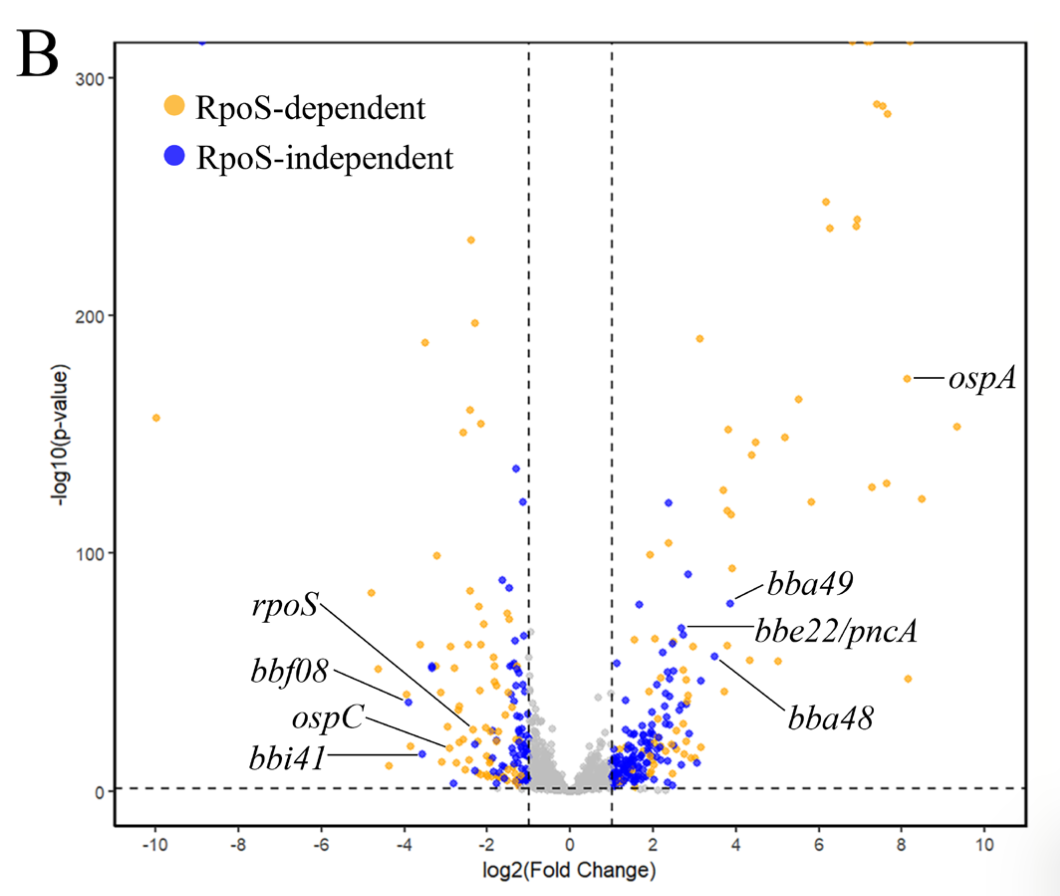 B
RpoS-dependent
RpoS-independent
300
200
100
0
-log10(p-value)
ospA
bba49
bbe22/pncA
bba48
rpoS
bbf08
ospC
bbi41
-10 -8 -6 -4 -2 0 2 4 6 8 10
log2(Fold Change)